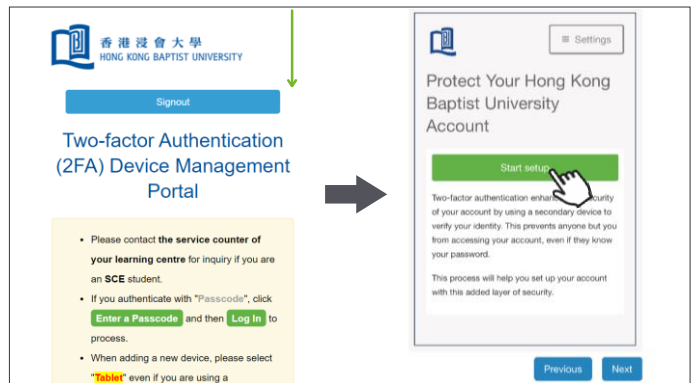 香港浸會大學
HONG KONG BAPTIST UNIVERSITY
Signout
Two-factor Authentication
(2FA) Device Management
Portal
• Please contact the service counter of
your learning centre for inquiry if you are
an SCE student.
• If you authenticate with "Passcode", click
Enter a Passcode and then Log In to
process.
• When adding a new device, please select
"Tablet" even if you are using a
≡ Settings
Protect Your Hong Kong
Baptist University
Account
Start setup
Two-factor authentication enhances security
of your account by using a secondary device to
verify your identity. This prevents anyone but you
from accessing your account, even if they know
your password.
This process will help you set up your account
with this added layer of security.
Previous Next